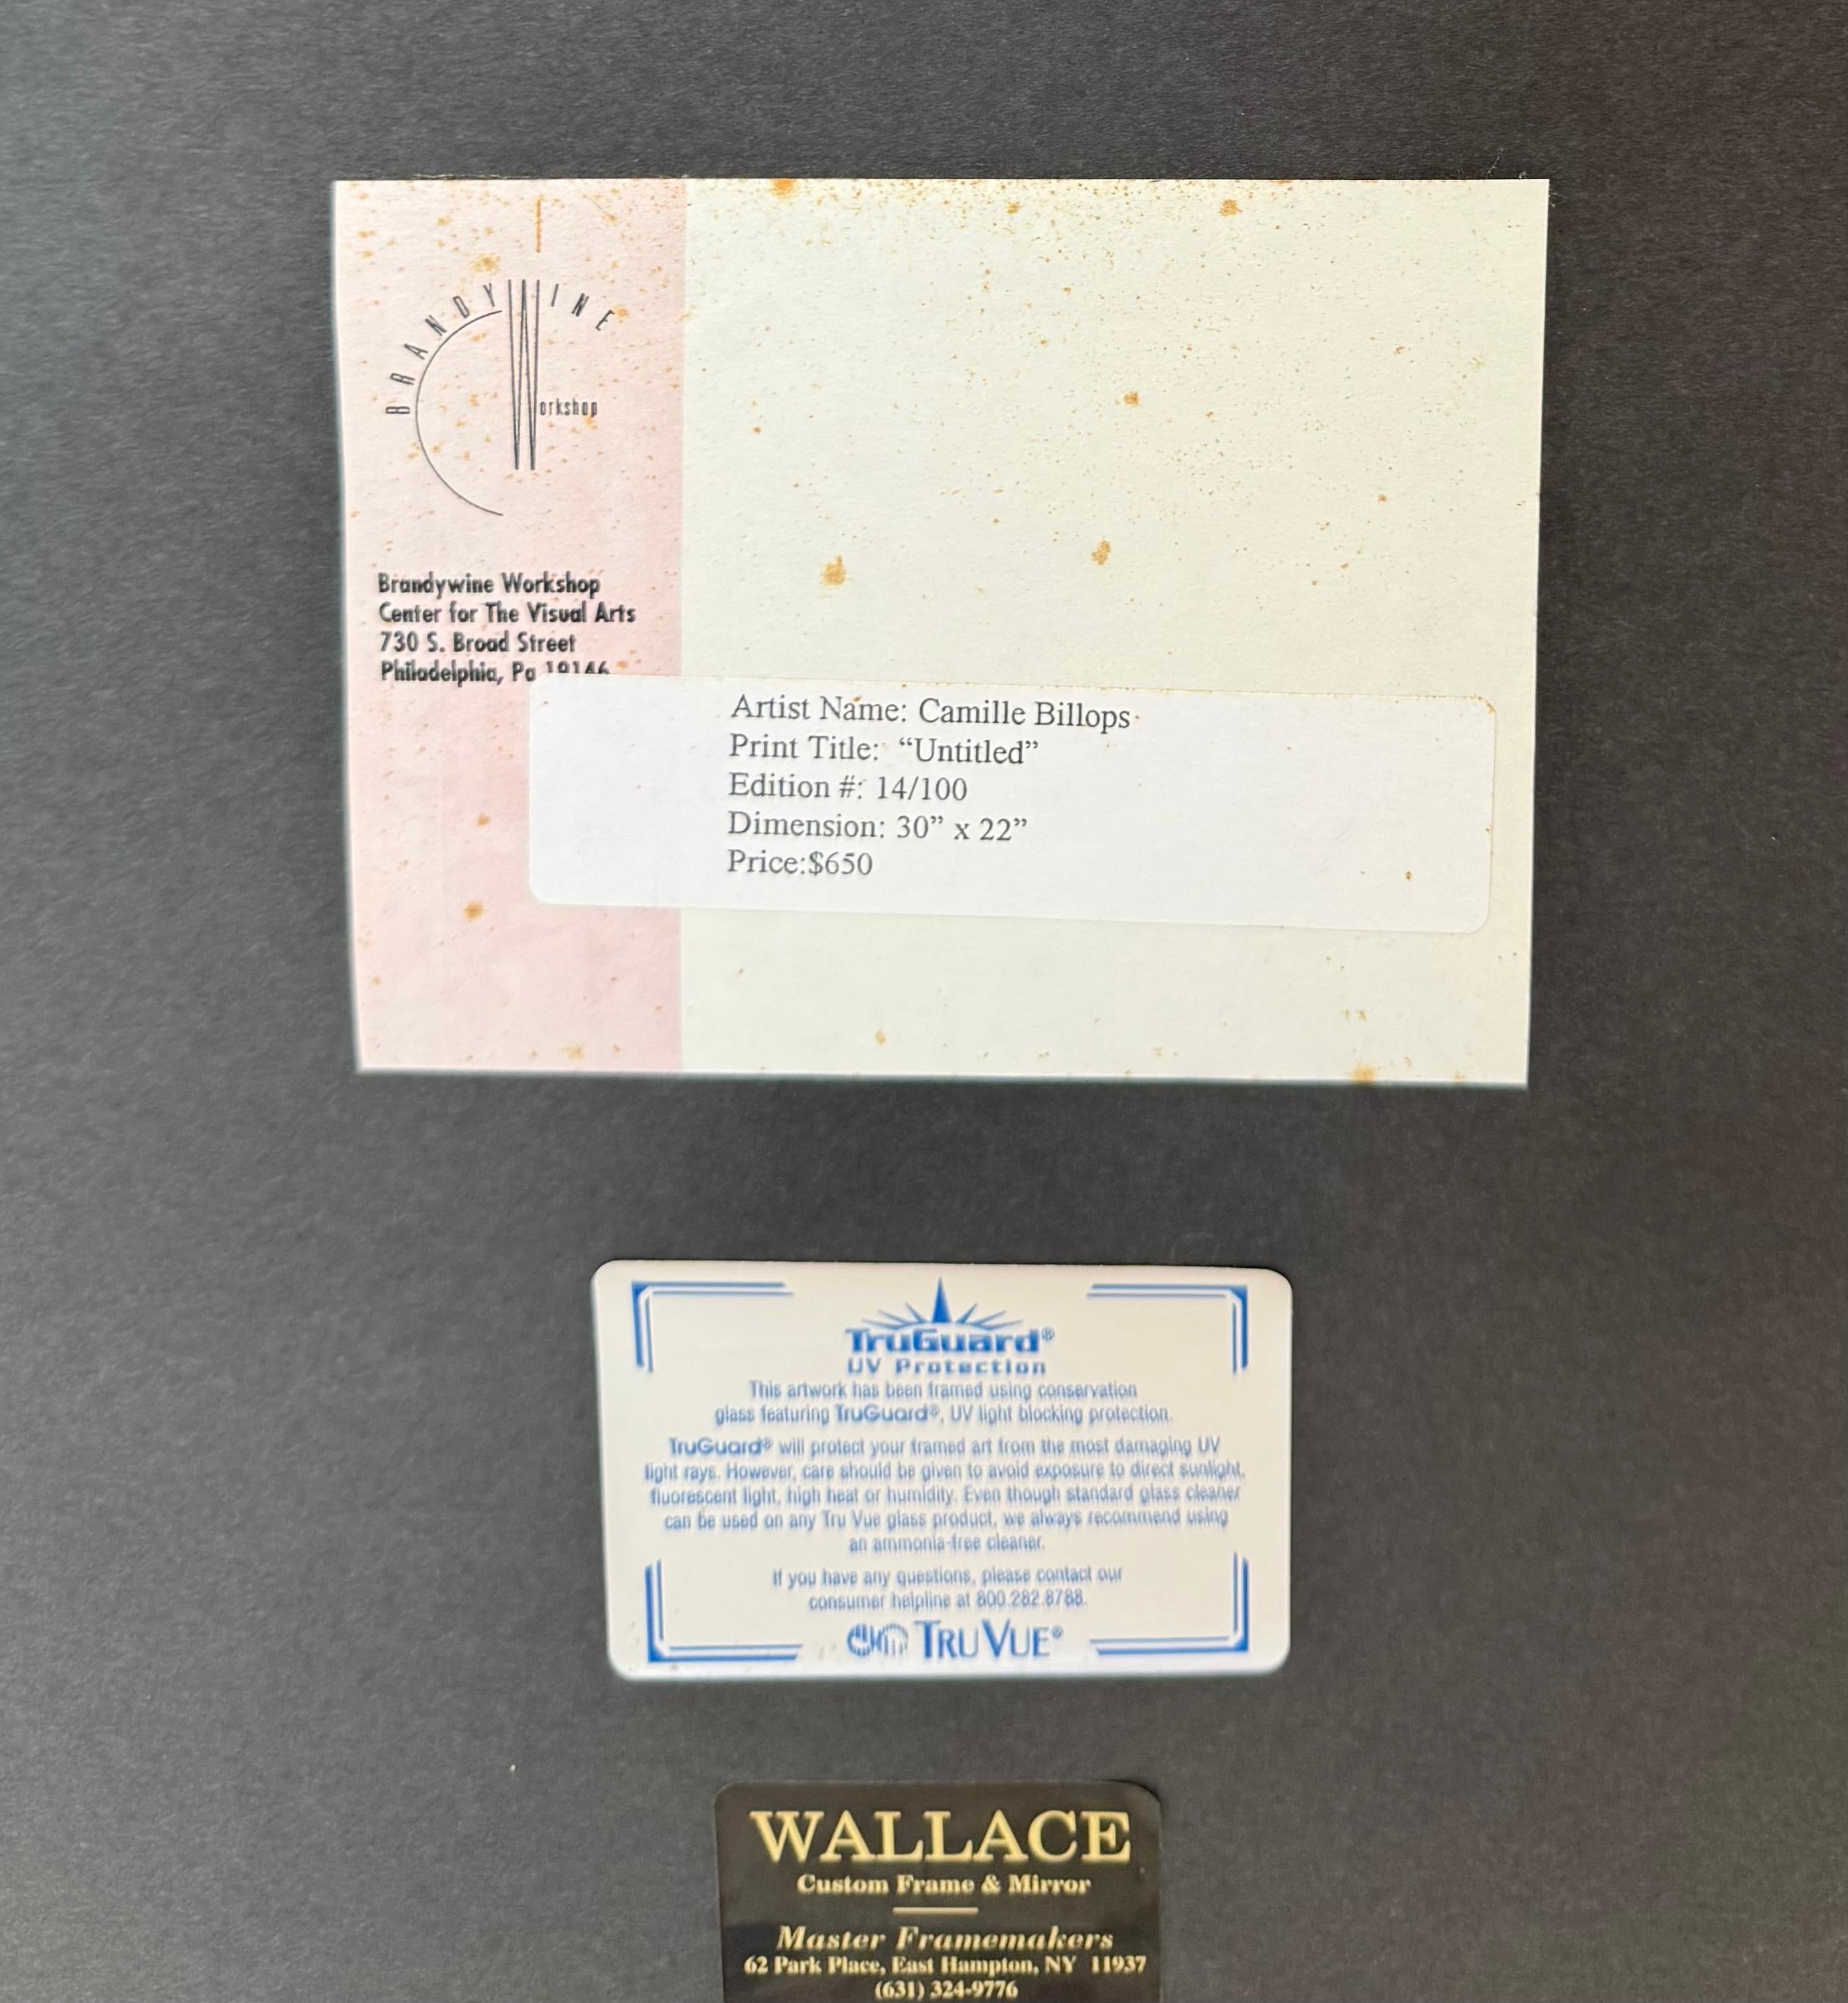 BRANDYWINE
Workshop
Brandywine Workshop
Center for The Visual Arts
730 S. Broad Street
Philadelphia, Pa 19146
Artist Name: Camille Billops
Print Title: “Untitled”
Edition #: 14/100
Dimension: 30” x 22”
Price:$650
TruGuard®
UV Protection
This artwork has been framed using conservation
glass featuring TruGuard®, UV light blocking protection.
TruGuard® will protect your framed art from the most damaging UV
light rays. However, care should be given to avoid exposure to direct sunlight,
fluorescent light, high heat or humidity. Even though standard glass cleaner
can be used on any Tru Vue glass product, we always recommend using
an ammonia-free cleaner.
If you have any questions, please contact our
consumer helpline at 800.282.8788.
TRU VUE®
WALLACE
Custom Frame & Mirror
Master Framemakers
62 Park Place, East Hampton, NY 11937
(631) 324-9776